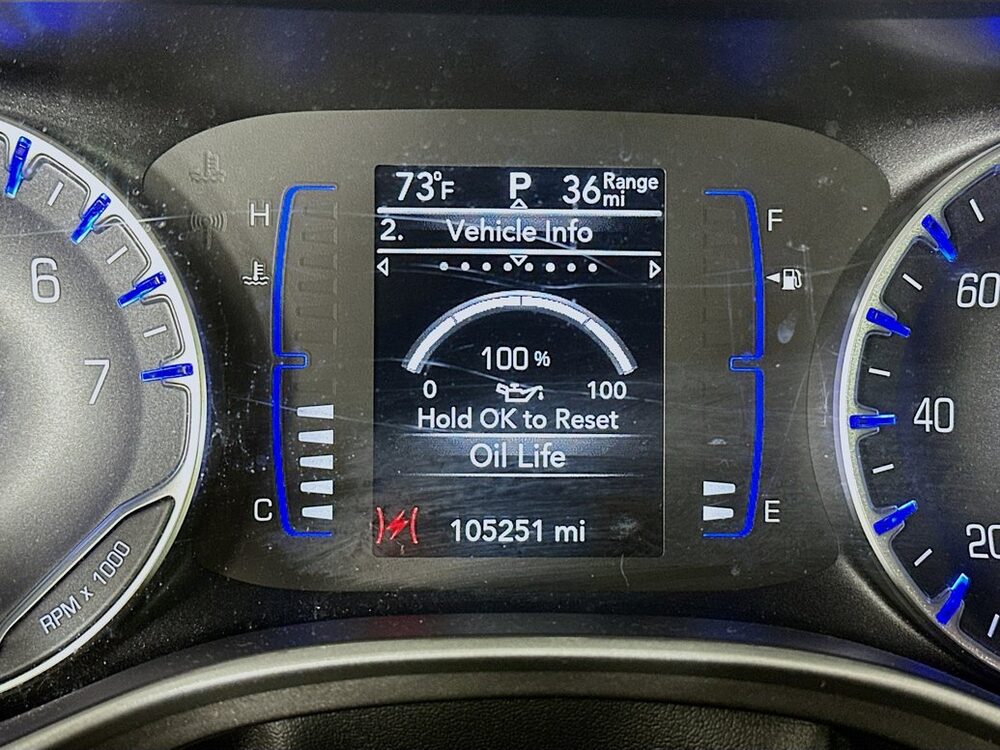 73°F P 36 Range mi
2. Vehicle Info
100 %
0 100
Hold OK to Reset
Oil Life
105251 mi
H
C
F
E
6
7
RPM x 1000
60
40
20